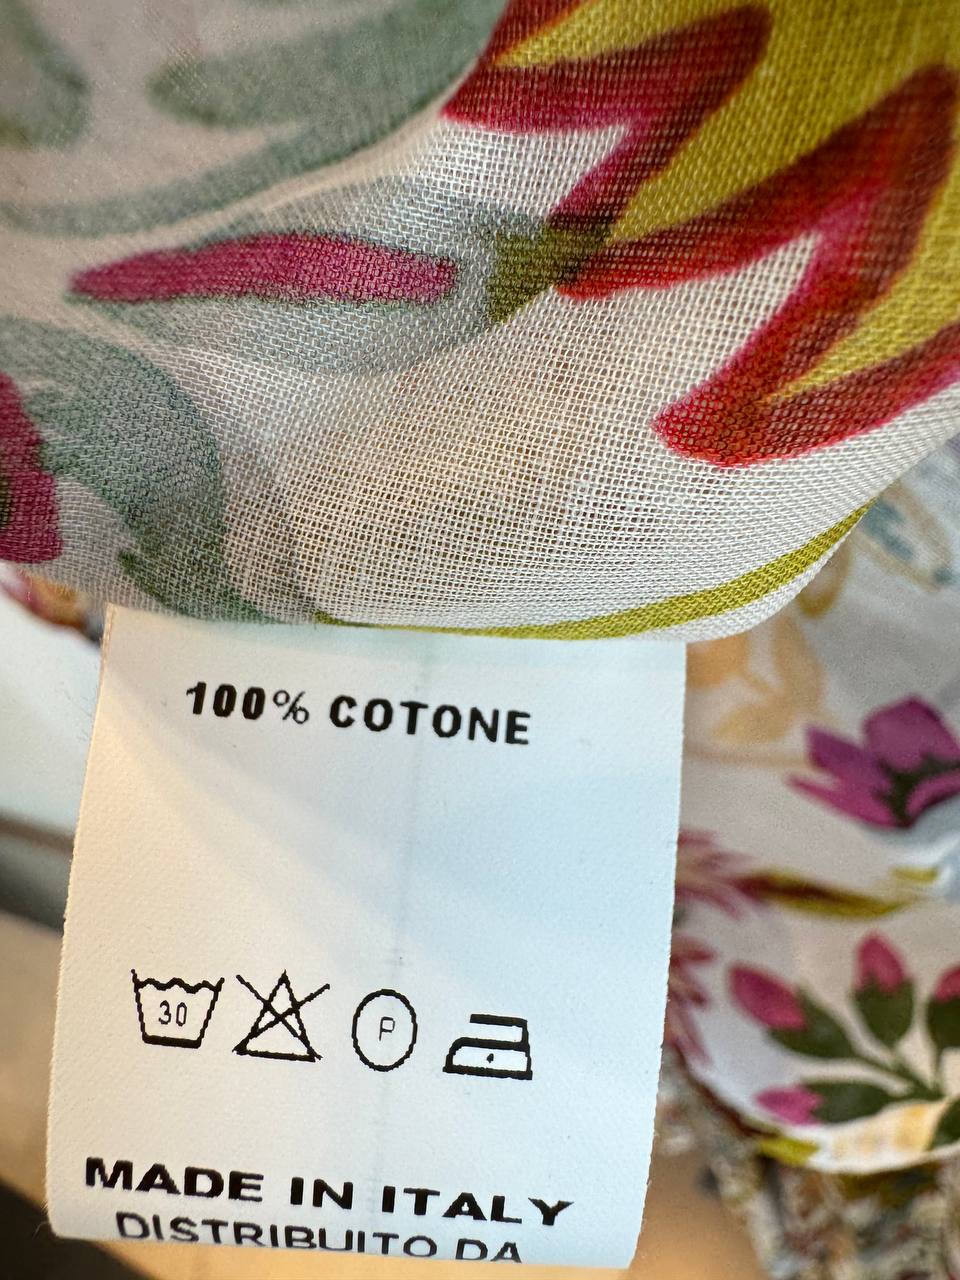 100% COTONE
30 P
MADE IN ITALY
DISTRIBUITO DA